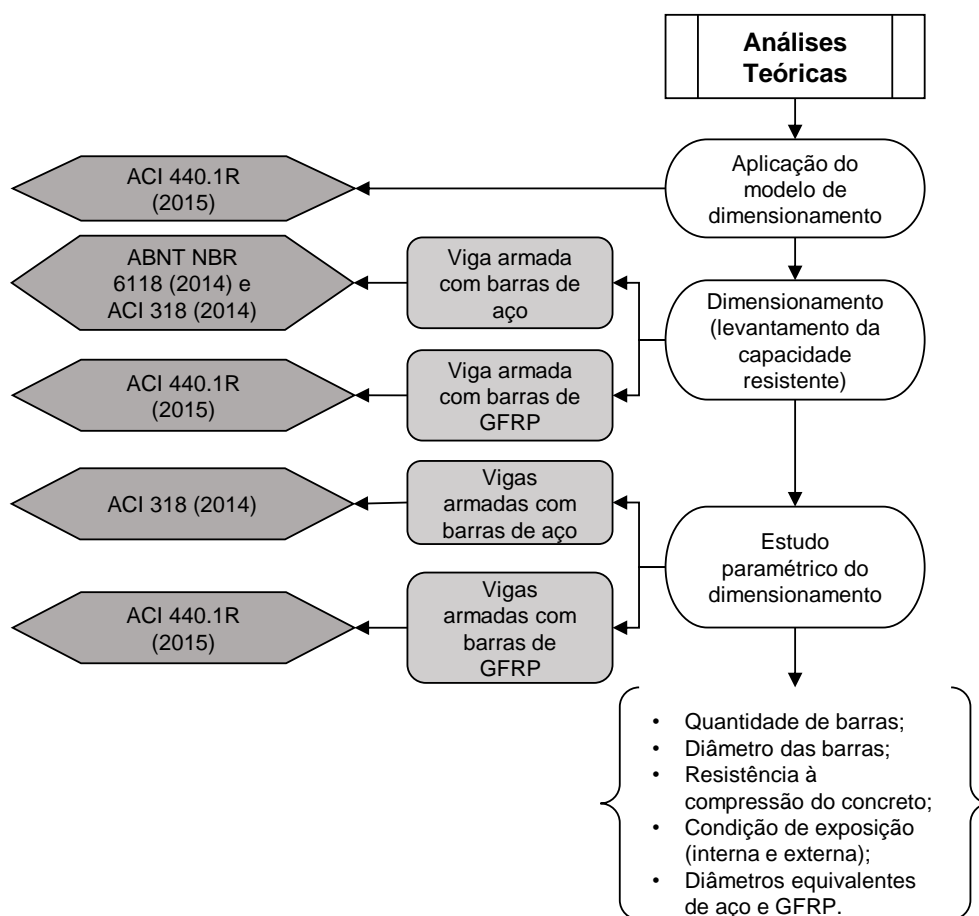 Análises
Teóricas
Aplicação do
modelo de
dimensionamento
ACI 440.1R
(2015)
Dimensionamento
(levantamento da
capacidade
resistente)
Viga armada
com barras de
aço
ABNT NBR
6118 (2014) e
ACI 318 (2014)
Viga armada
com barras de
GFRP
ACI 440.1R
(2015)
Estudo
paramétrico do
dimensionamento
Vigas
armadas com
barras de aço
ACI 318 (2014)
Vigas
armadas com
barras de
GFRP
ACI 440.1R
(2015)
• Quantidade de barras;
• Diâmetro das barras;
• Resistência à
compressão do concreto;
• Condição de exposição
(interna e externa);
• Diâmetros equivalentes
de aço e GFRP.